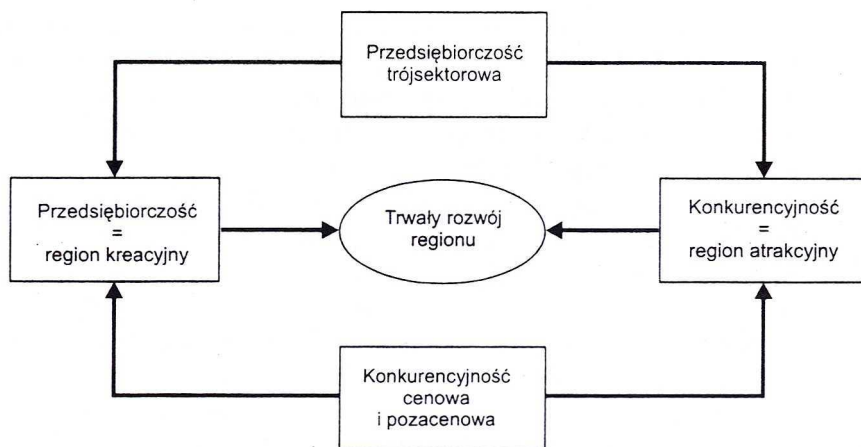 Przedsiębiorczość
trójsektorowa
Przedsiębiorczość
=
region kreacyjny
Trwały rozwój
regionu
Konkurencyjność
=
region atrakcyjny
Konkurencyjność
cenowa
i pozacenowa